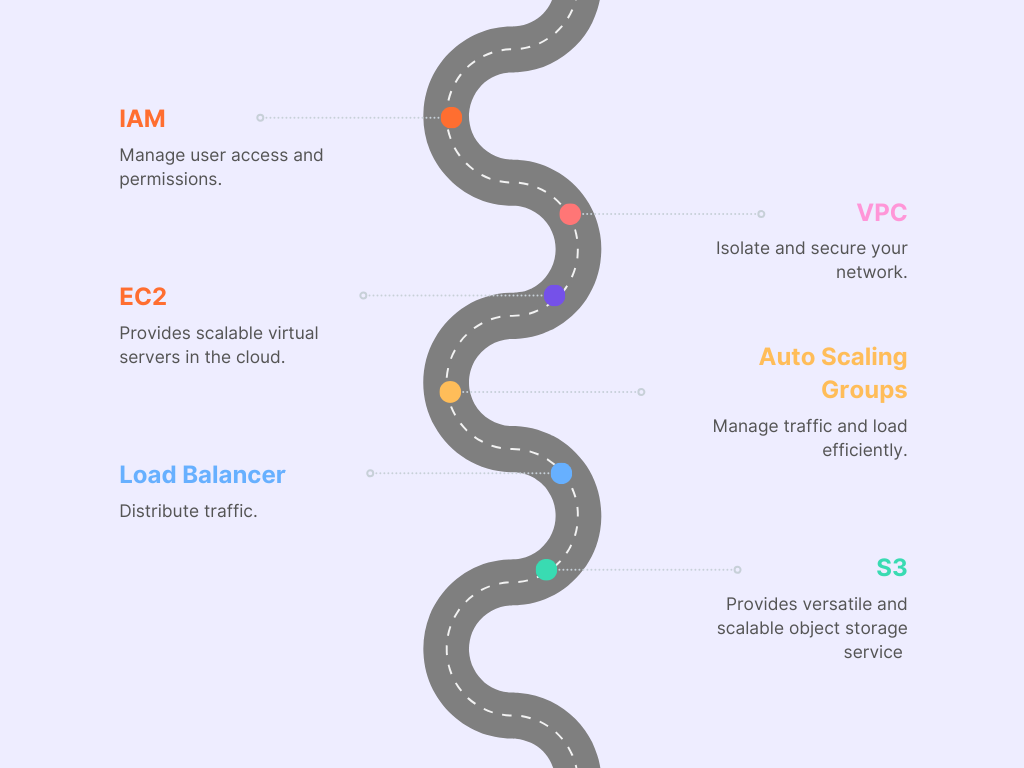 IAM
Manage user access and
permissions.
VPC
Isolate and secure your
network.
EC2
Provides scalable virtual
servers in the cloud.
Auto Scaling
Groups
Manage traffic and load
efficiently.
Load Balancer
Distribute traffic.
S3
Provides versatile and
scalable object storage
service